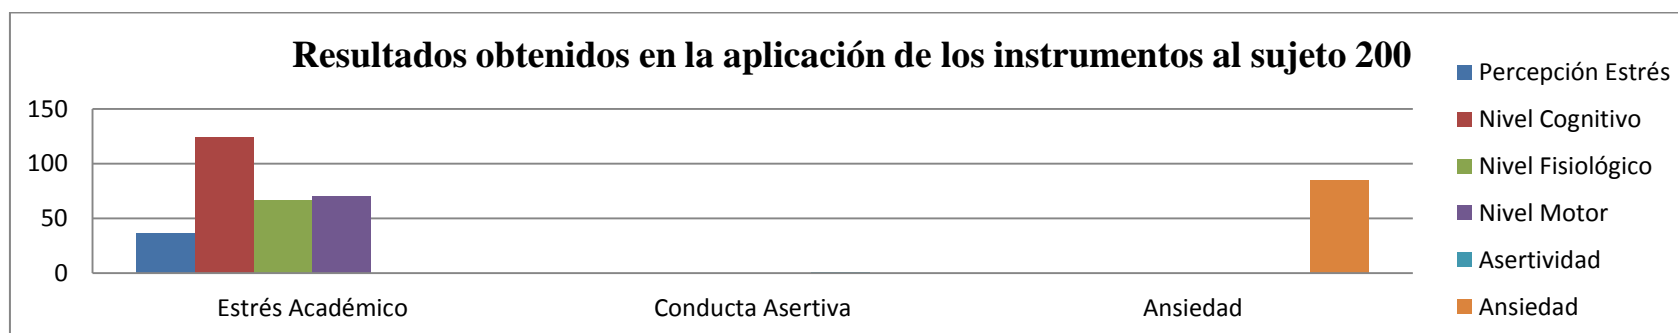 Resultados obtenidos en la aplicación de los instrumentos al sujeto 200
150
100
50
0
Estrés Académico
Conducta Asertiva
Ansiedad
Percepción Estrés
Nivel Cognitivo
Nivel Fisiológico
Nivel Motor
Asertividad
Ansiedad